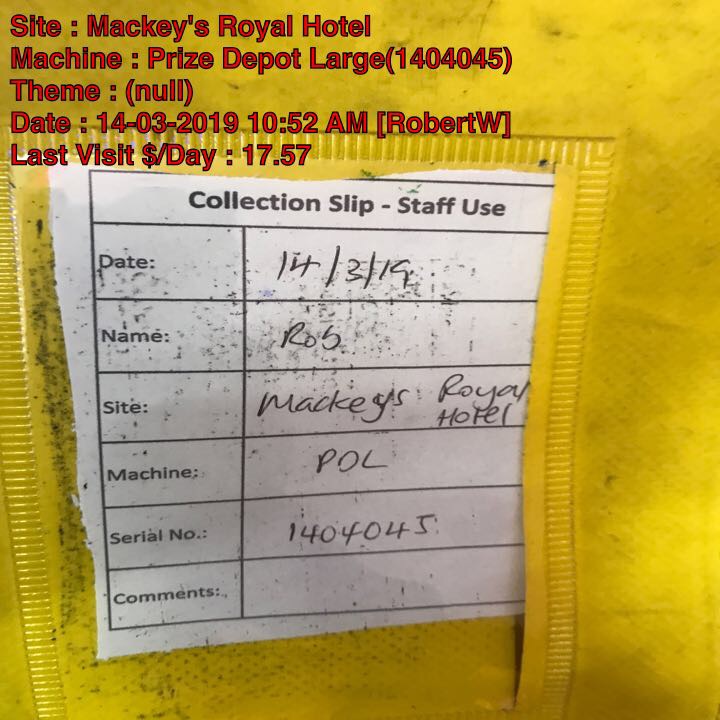 Site : Mackey's Royal Hotel
Machine : Prize Depot Large(1404045)
Theme : (null)
Date : 14-03-2019 10:52 AM [RobertW]
Last Visit $/Day : 17.57
Collection Slip - Staff Use
Date: 14/3/19
Name: Rob
Site: Mackeys Royal
Hotel
Machine: PDL
Serial No.: 1404045
Comments: